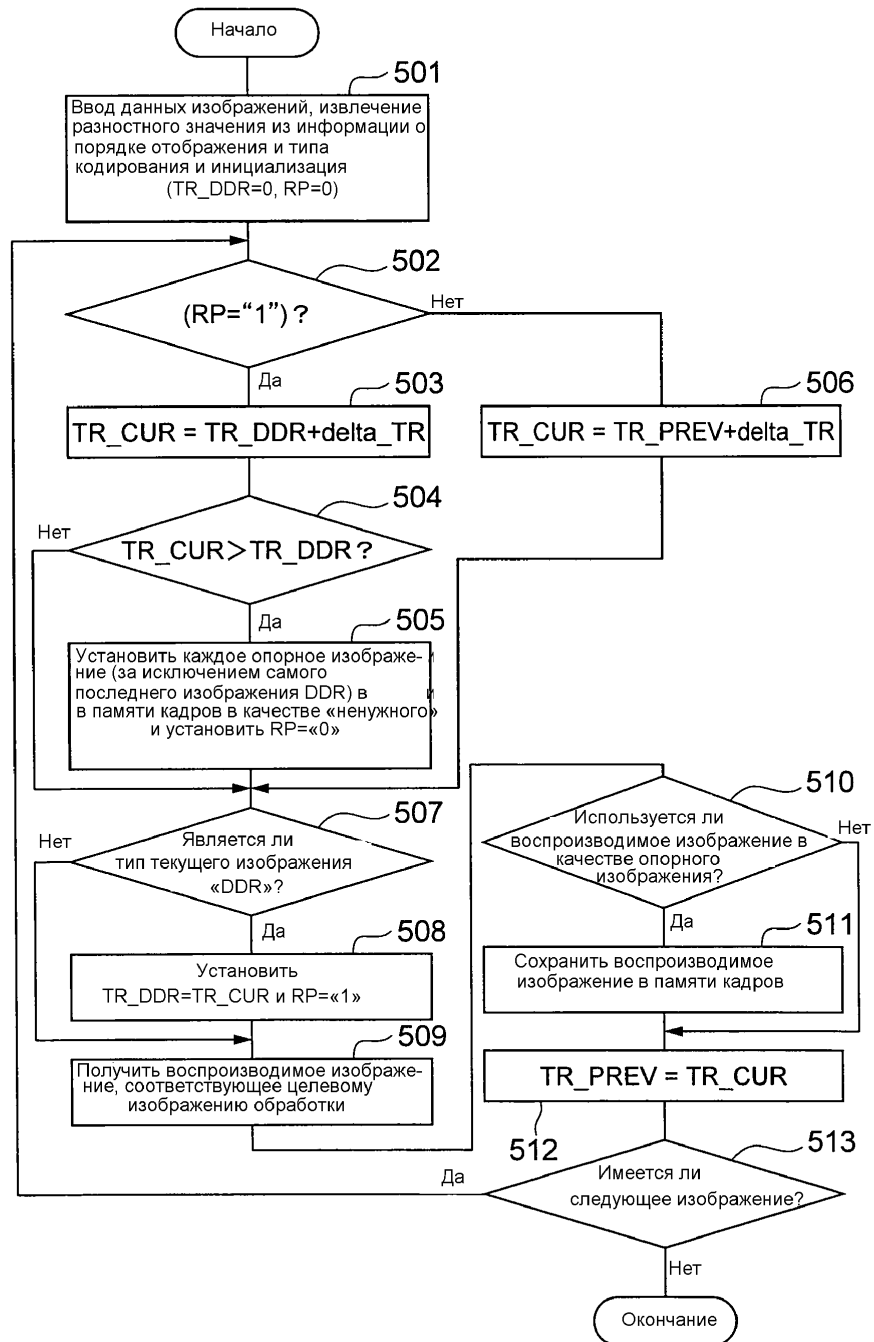 Начало
501
Ввод данных изображений, извлечение
разностного значения из информации о
порядке отображения и типа
кодирования и инициализация
(TR_DDR=0, RP=0)
502
(RP="1")?
Нет
Да
503
TR_CUR = TR_DDR+delta_TR
506
TR_CUR = TR_PREV+delta_TR
504
Нет
TR_CUR>TR_DDR?
Да
505
Установить каждое опорное изображе-
ние (за исключением самого
последнего изображения DDR) в
в памяти кадров в качестве «ненужного»
и установить RP=«0»
507
Нет
Является ли
тип текущего изображения
«DDR»?
Да
508
Установить
TR_DDR=TR_CUR и RP=«1»
509
Получить воспроизводимое изображе-
ние, соответствующее целевому
изображению обработки
510
Используется ли
воспроизводимое изображение в
качестве опорного
изображения?
Нет
Да
511
Сохранить воспроизводимое
изображение в памяти кадров
TR_PREV = TR_CUR
512
513
Да
Имеется ли
следующее изображение?
Нет
Окончание